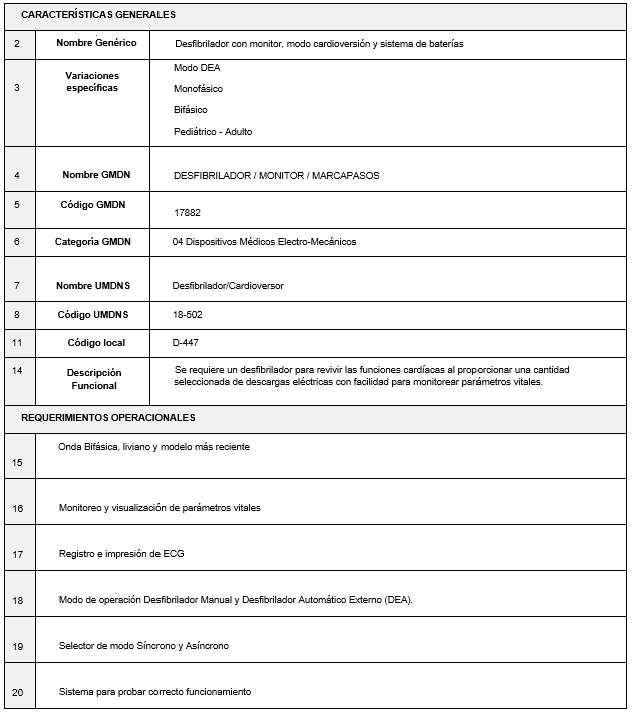 CARACTERÍSTICAS GENERALES
2 Nombre Genérico Desfibrilador con monitor, modo cardioversión y sistema de baterías
3 Variaciones específicas
Modo DEA
Monofásico
Bifásico
Pediátrico - Adulto
4 Nombre GMDN DESFIBRILADOR / MONITOR / MARCAPASOS
5 Código GMDN 17882
6 Categoría GMDN 04 Dispositivos Médicos Electro-Mecánicos
7 Nombre UMDNS Desfibrilador/Cardioversor
8 Código UMDNS 18-502
11 Código local D-447
14 Descripción Funcional
Se requiere un desfibrilador para revivir las funciones cardíacas al proporcionar una cantidad
seleccionada de descargas eléctricas con facilidad para monitorear parámetros vitales.
REQUERIMIENTOS OPERACIONALES
15 Onda Bifásica, liviano y modelo más reciente
16 Monitoreo y visualización de parámetros vitales
17 Registro e impresión de ECG
18 Modo de operación Desfibrilador Manual y Desfibrilador Automático Externo (DEA).
19 Selector de modo Síncrono y Asíncrono
20 Sistema para probar correcto funcionamiento